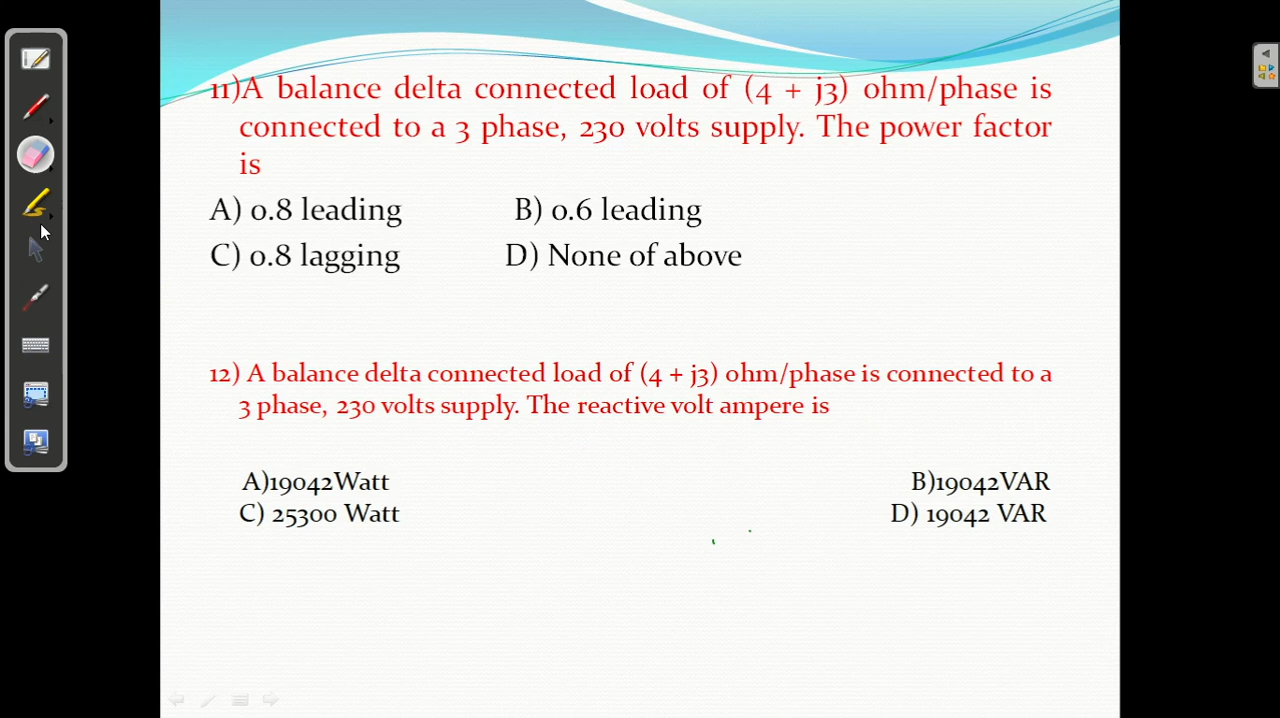 11)A balance delta connected load of (4 + j3) ohm/phase is
connected to a 3 phase, 230 volts supply. The power factor
is
A) 0.8 leading B) 0.6 leading
C) 0.8 lagging D) None of above
12) A balance delta connected load of (4 + j3) ohm/phase is connected to a
3 phase, 230 volts supply. The reactive volt ampere is
A)19042Watt B)19042VAR
C) 25300 Watt D) 19042 VAR